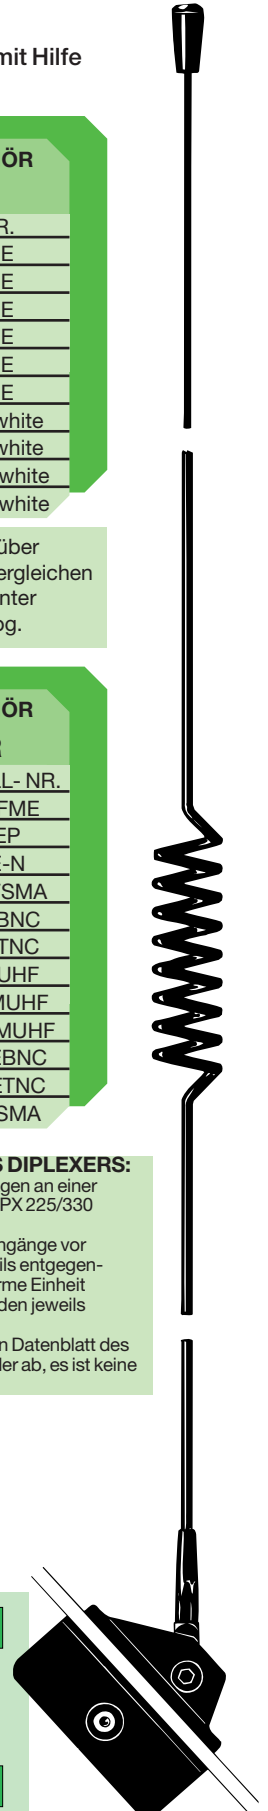 mit Hilfe
ÖR
R.
E
E
E
E
E
E
white
white
white
white
über
ergleichen
nter
og.
ÖR
R
L- NR.
FME
EP
E-N
SMA
BNC
TNC
UHF
MUHF
MUHF
EBNC
ETNC
SMA
S DIPLEXERS:
gen an einer
PX 225/330
ngänge vor
ils entgegen-
rme Einheit
den jeweils
n Datenblatt des
ler ab, es ist keine